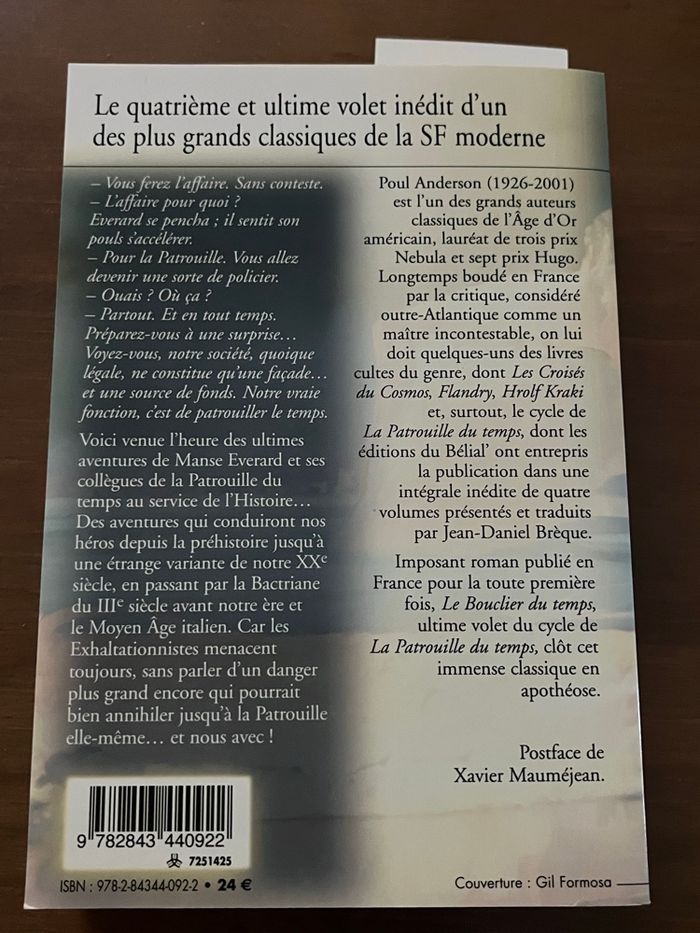 Le quatrième et ultime volet inédit d'un
des plus grands classiques de la SF moderne
– Vous ferez l'affaire. Sans conteste.
– L'affaire pour quoi ?
Everard se pencha ; il sentit son
pouls s'accélérer.
– Pour la Patrouille. Vous allez
devenir une sorte de policier.
– Ouais ? Où ça ?
– Partout. Et en tout temps.
Préparez-vous à une surprise…
Voyez-vous, notre société, quoique
légale, ne constitue qu'une façade…
et une source de fonds. Notre vraie
fonction, c'est de patrouiller le temps.
Voici venue l'heure des ultimes
aventures de Manse Everard et ses
collègues de la Patrouille du
temps au service de l'Histoire…
Des aventures qui conduiront nos
héros depuis la préhistoire jusqu'à
une étrange variante de notre XXe
siècle, en passant par la Bactriane
du IIIe siècle avant notre ère et
le Moyen Âge italien. Car les
Exhaltationnistes menacent
toujours, sans parler d'un danger
plus grand encore qui pourrait
bien annihiler jusqu'à la Patrouille
elle-même… et nous avec !
Poul Anderson (1926-2001)
est l'un des grands auteurs
classiques de l'Âge d'Or
américain, lauréat de trois prix
Nebula et sept prix Hugo.
Longtemps boudé en France
par la critique, considéré
outre-Atlantique comme un
maître incontestable, on lui
doit quelques-uns des livres
cultes du genre, dont Les Croisés
du Cosmos, Flandry, Hrolf Kraki
et, surtout, le cycle de
La Patrouille du temps, dont les
éditions du Bélial' ont entrepris
la publication dans une
intégrale inédite de quatre
volumes présentés et traduits
par Jean-Daniel Brèque.
Imposant roman publié en
France pour la toute première
fois, Le Bouclier du temps,
ultime volet du cycle de
La Patrouille du temps, clôt cet
immense classique en
apothéose.
Postface de
Xavier Mauméjean.
9 782843 440922
7251425
ISBN : 978-2-84344-092-2 • 24 €
Couverture : Gil Formosa